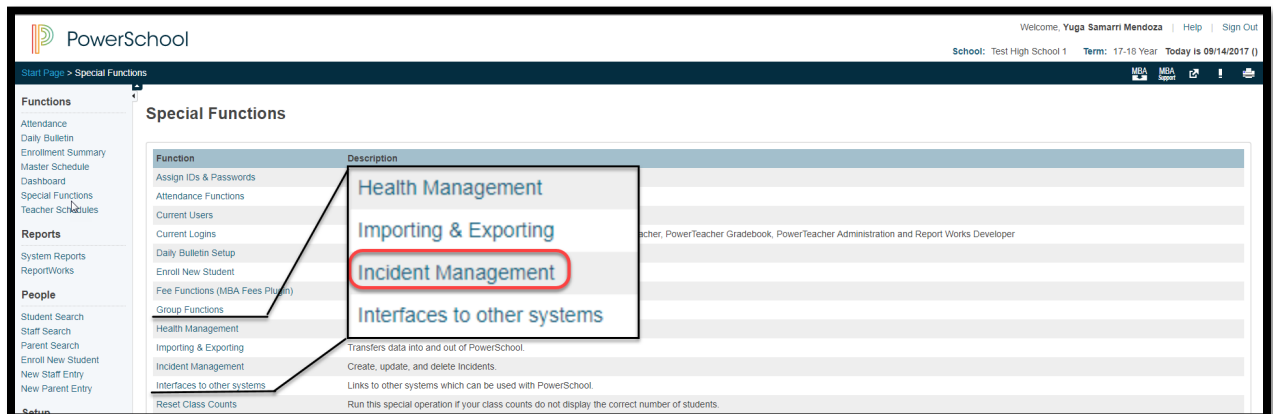 PowerSchool
Welcome, Yuga Samarri Mendoza | Help | Sign Out
School: Test High School 1 Term: 17-18 Year Today is 09/14/2017 ()
Start Page > Special Functions
MBA MBA Support
Functions
Attendance
Daily Bulletin
Enrollment Summary
Master Schedule
Dashboard
Special Functions
Teacher Schedules
Reports
System Reports
ReportWorks
People
Student Search
Staff Search
Parent Search
Enroll New Student
New Staff Entry
New Parent Entry
Setup
Special Functions
Function Description
Assign IDs & Passwords
Attendance Functions
Current Users
Current Logins acher, PowerTeacher Gradebook, PowerTeacher Administration and Report Works Developer
Daily Bulletin Setup
Enroll New Student
Fee Functions (MBA Fees Plugin)
Group Functions
Health Management
Importing & Exporting Transfers data into and out of PowerSchool.
Incident Management Create, update, and delete Incidents.
Interfaces to other systems Links to other systems which can be used with PowerSchool.
Reset Class Counts Run this special operation if your class counts do not display the correct number of students.
Health Management
Importing & Exporting
Incident Management
Interfaces to other systems